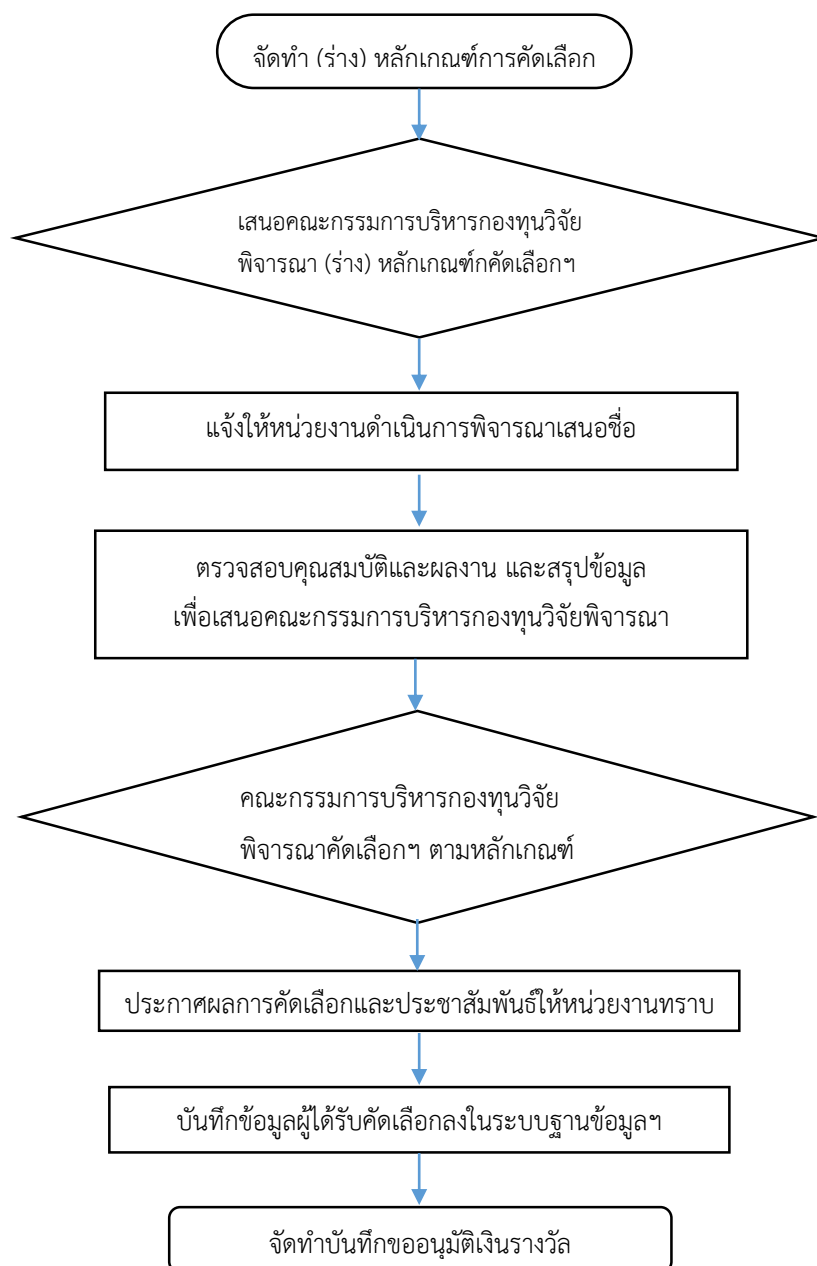 จัดทำ (ร่าง) หลักเกณฑ์การคัดเลือก
เสนอคณะกรรมการบริหารกองทุนวิจัย
พิจารณา (ร่าง) หลักเกณฑ์กคัดเลือกฯ
แจ้งให้หน่วยงานดำเนินการพิจารณาเสนอชื่อ
ตรวจสอบคุณสมบัติและผลงาน และสรุปข้อมูล
เพื่อเสนอคณะกรรมการบริหารกองทุนวิจัยพิจารณา
คณะกรรมการบริหารกองทุนวิจัย
พิจารณาคัดเลือกฯ ตามหลักเกณฑ์
ประกาศผลการคัดเลือกและประชาสัมพันธ์ให้หน่วยงานทราบ
บันทึกข้อมูลผู้ได้รับคัดเลือกลงในระบบฐานข้อมูลฯ
จัดทำบันทึกขออนุมัติเงินรางวัล